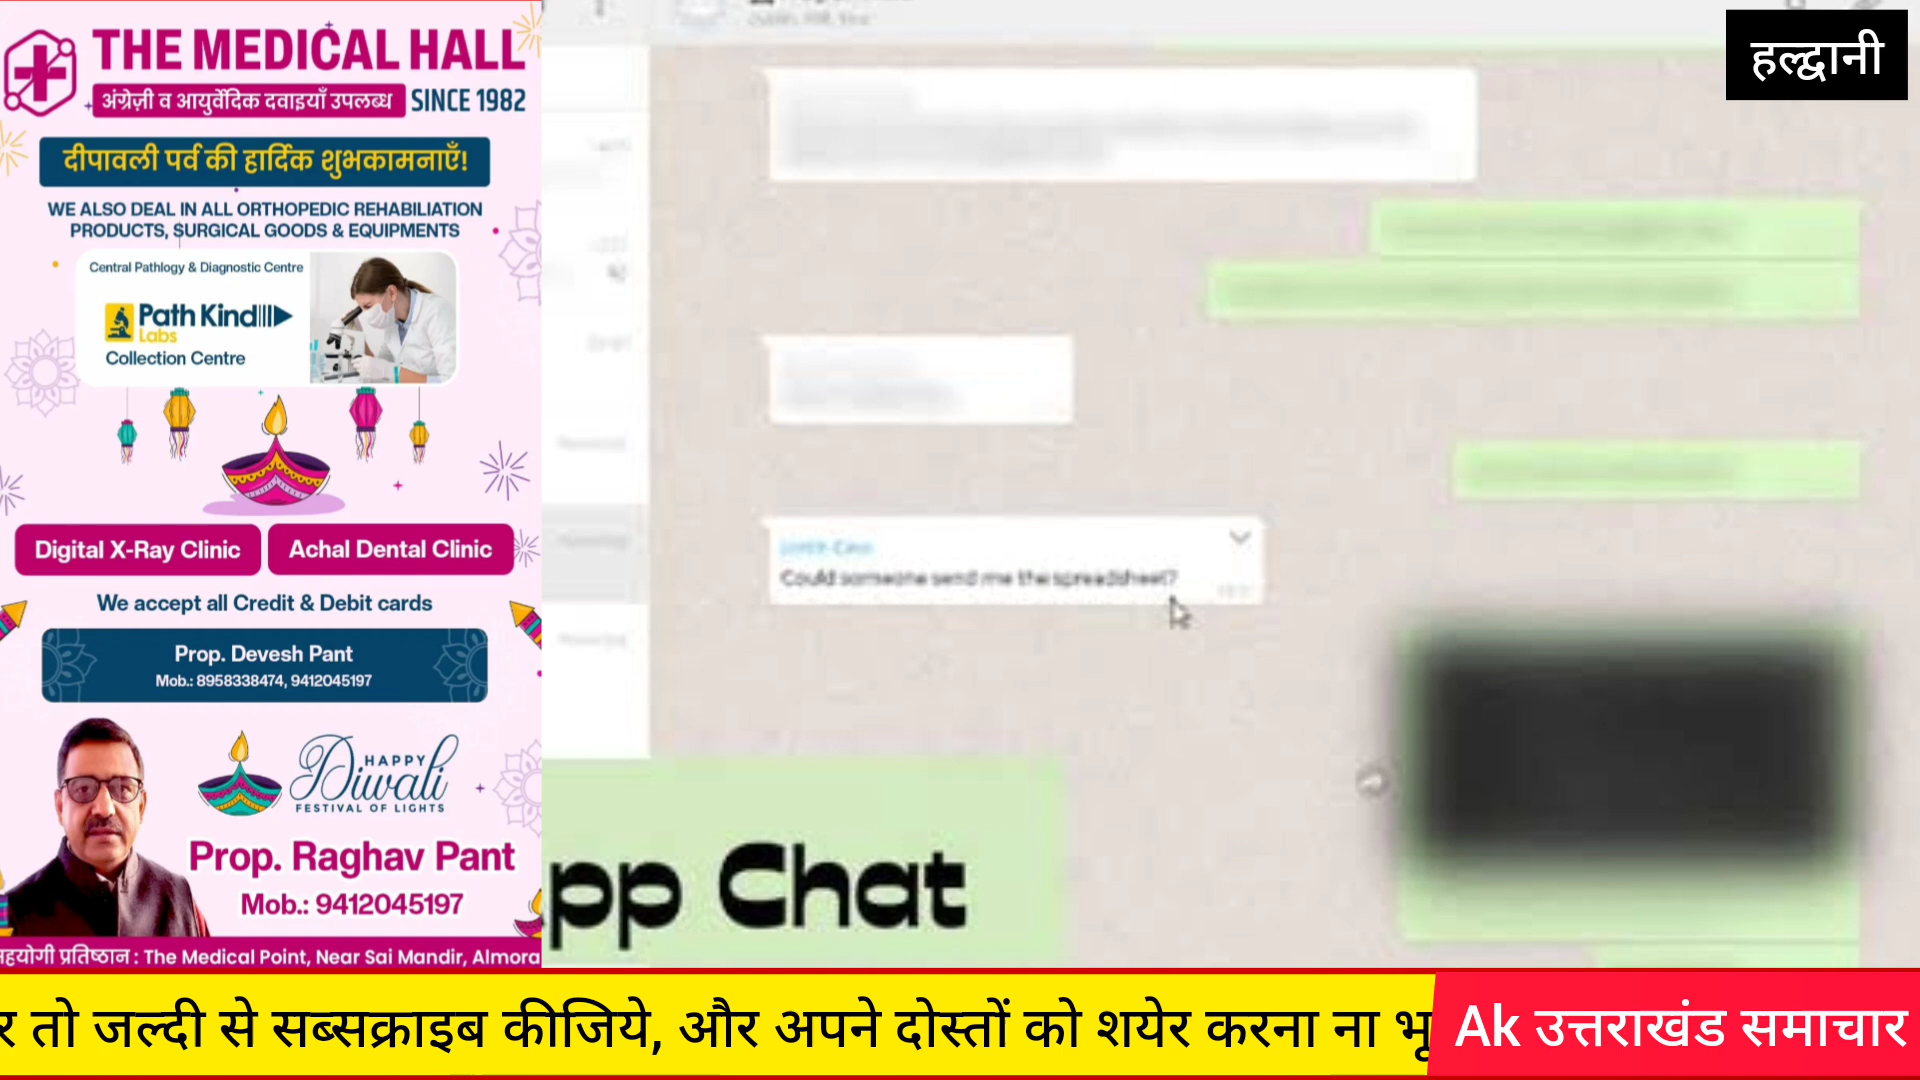 THE MEDICAL HALL
अंग्रेज़ी व आयुर्वेदिक दवाइयाँ उपलब्ध SINCE 1982
दीपावली पर्व की हार्दिक शुभकामनाएँ!
WE ALSO DEAL IN ALL ORTHOPEDIC REHABILIATION
PRODUCTS, SURGICAL GOODS & EQUIPMENTS
Central Pathlogy & Diagnostic Centre
Path Kind
Labs
Collection Centre
Digital X-Ray Clinic
Achal Dental Clinic
We accept all Credit & Debit cards
Prop. Devesh Pant
Mob.: 8958338474, 9412045197
HAPPY
Diwali
FESTIVAL OF LIGHTS
Prop. Raghav Pant
Mob.: 9412045197
हयोगी प्रतिष्ठान : The Medical Point, Near Sai Mandir, Almora
हल्द्वानी
Could someone send me the spreadsheet?
pp Chat
र तो जल्दी से सब्सक्राइब कीजिये, और अपने दोस्तों को शयेर करना ना भू
Ak उत्तराखंड समाचार